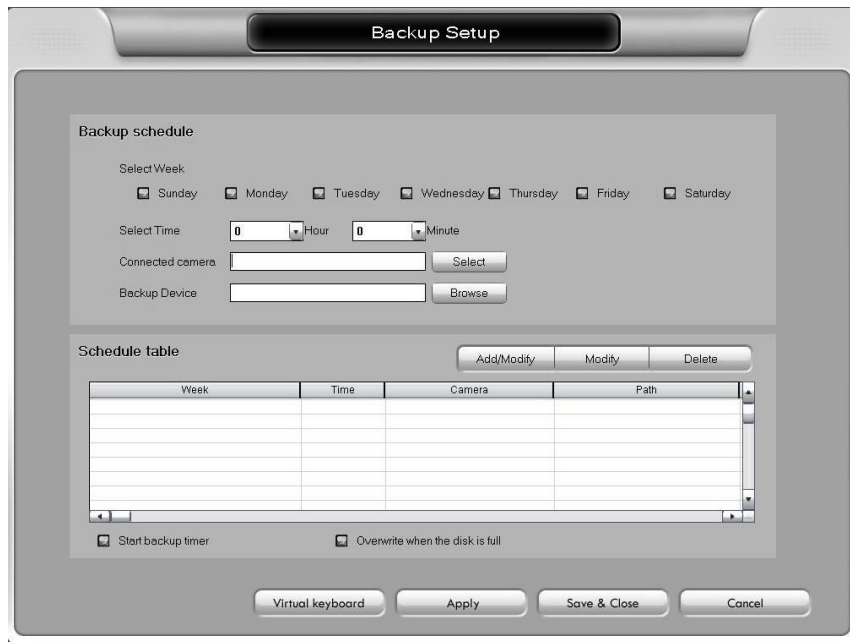 Backup Setup
Backup schedule
Select Week
Sunday Monday Tuesday Wednesday Thursday Friday Saturday
Select Time 0 Hour 0 Minute
Connected camera Select
Backup Device Browse
Schedule table Add/Modify Modify Delete
Week Time Camera Path
Start backup timer Overwrite when the disk is full
Virtual keyboard Apply Save & Close Cancel